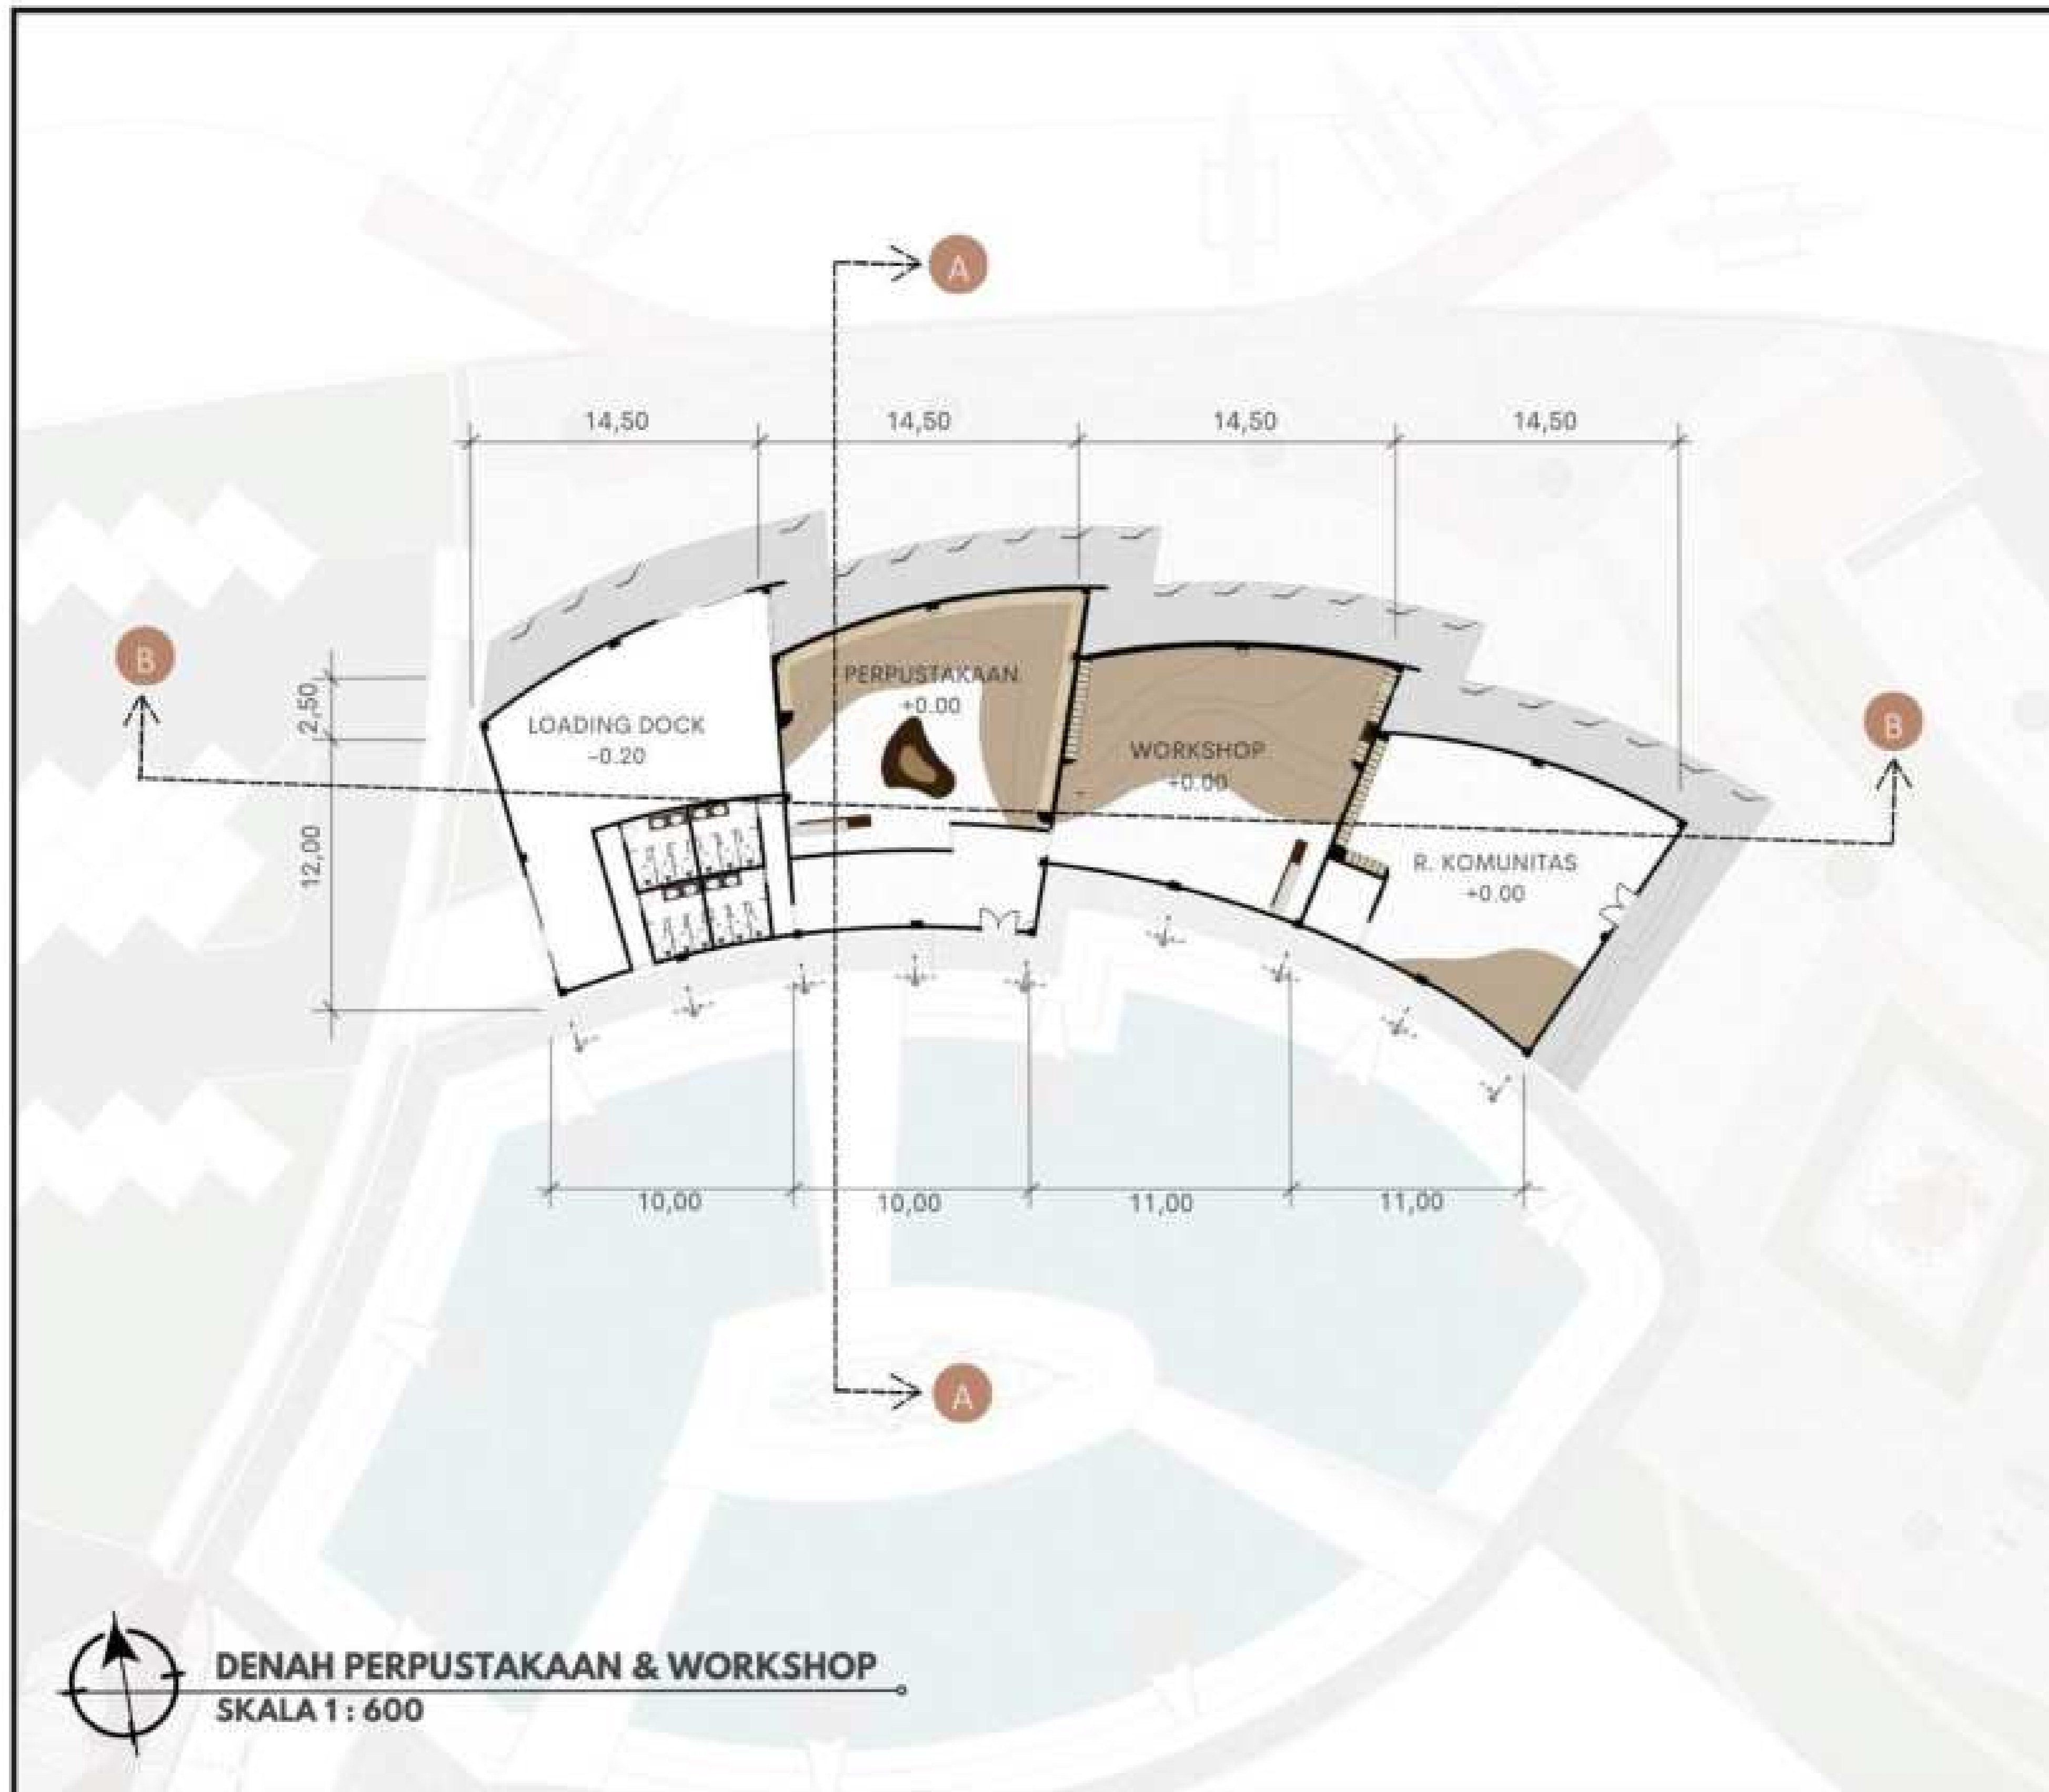 A
14,50
14,50
14,50
14,50
B
B
2,50
12,00
LOADING DOCK
-0.20
PERPUSTAKAAN
+0.00
WORKSHOP
+0.00
R. KOMUNITAS
+0.00
10,00
10,00
11,00
11,00
A
DENAH PERPUSTAKAAN & WORKSHOP
SKALA 1 : 600